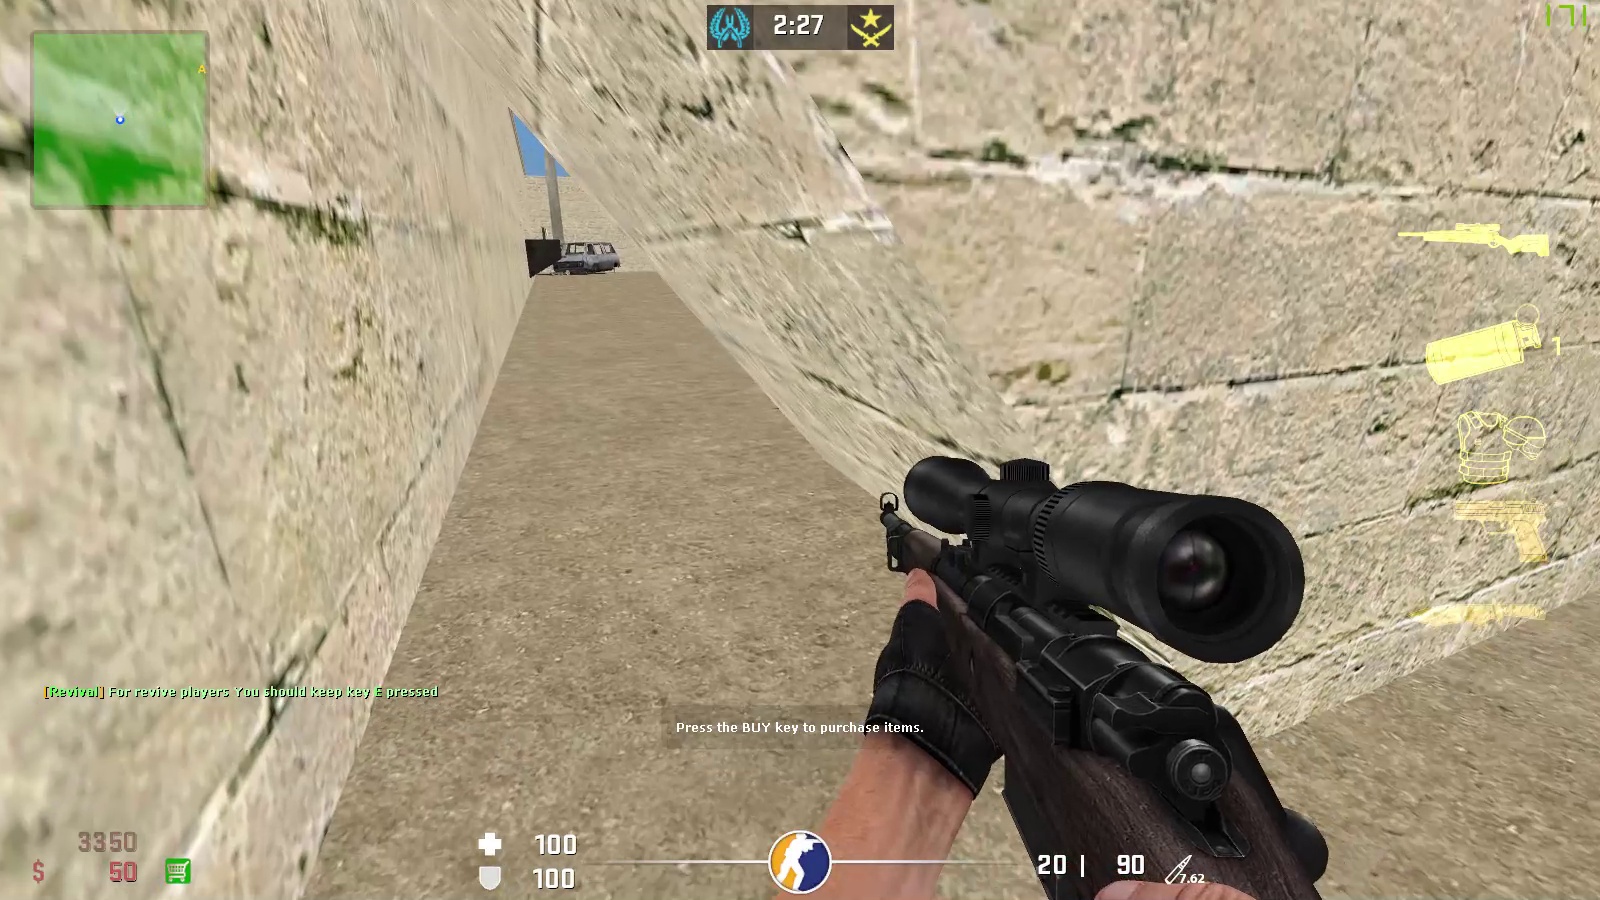 2:27
171
A
1
[Revival] For revive players You should keep key E pressed
Press the BUY key to purchase items.
3350
$ 50
100
100
20 | 90
7.62